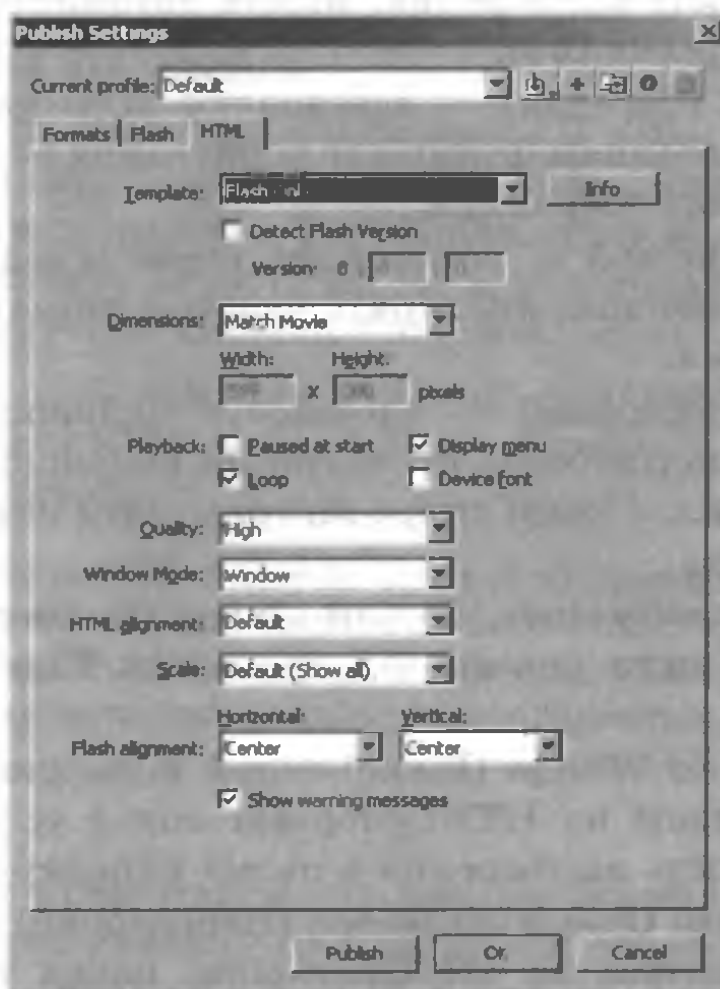 Publish Settings
Current profile: Default
Formats Flash HTML
Template: Flash Info
Detect Flash Version
Version:
Dimensions: Match Movie
Width: Height:
X pixels
Playback: Paused at start Display menu
Loop Device font
Quality: High
Window Mode: Window
HTML alignment: Default
Scale: Default (Show all)
Horizontal: Vertical:
Flash alignment: Center Center
Show warning messages
Publish Cancel